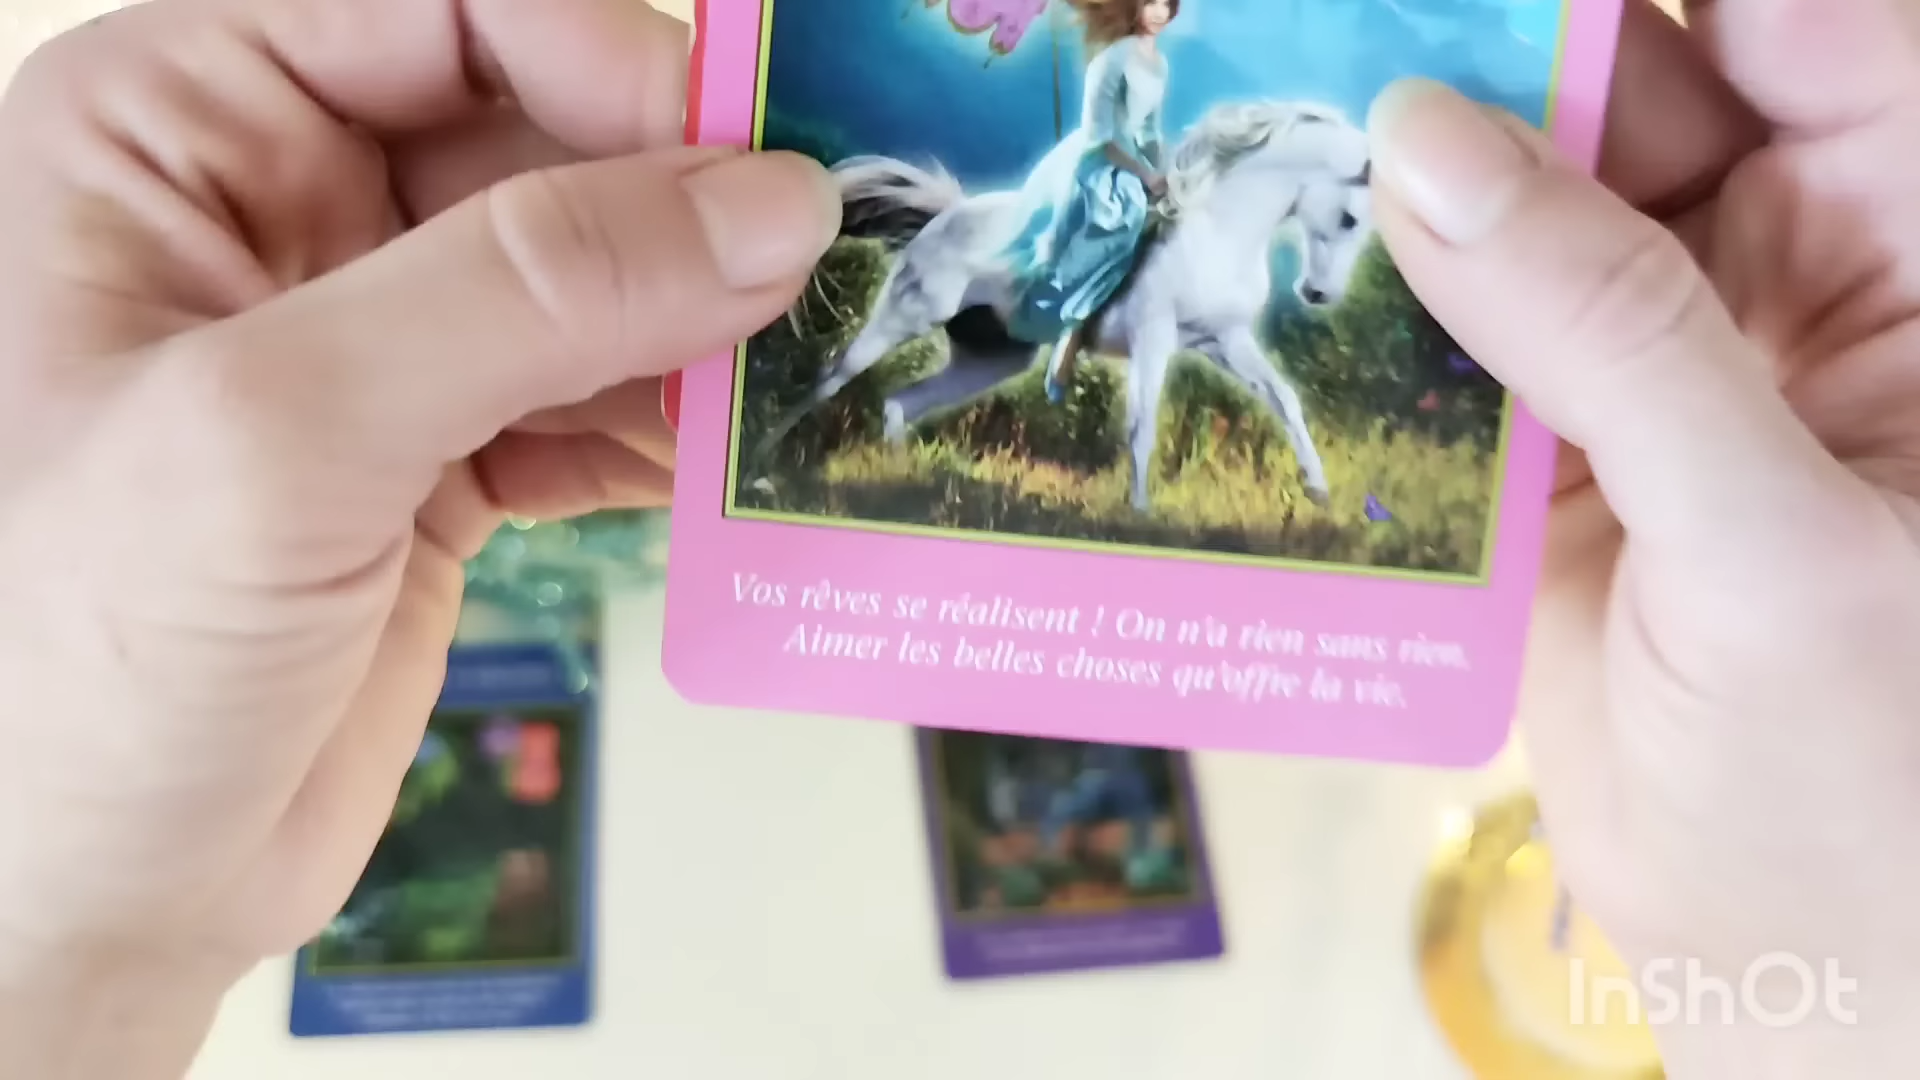 Vos rêves se réalisent ! On n'a rien sans rien.
Aimer les belles choses qu'offre la vie.
InShOt